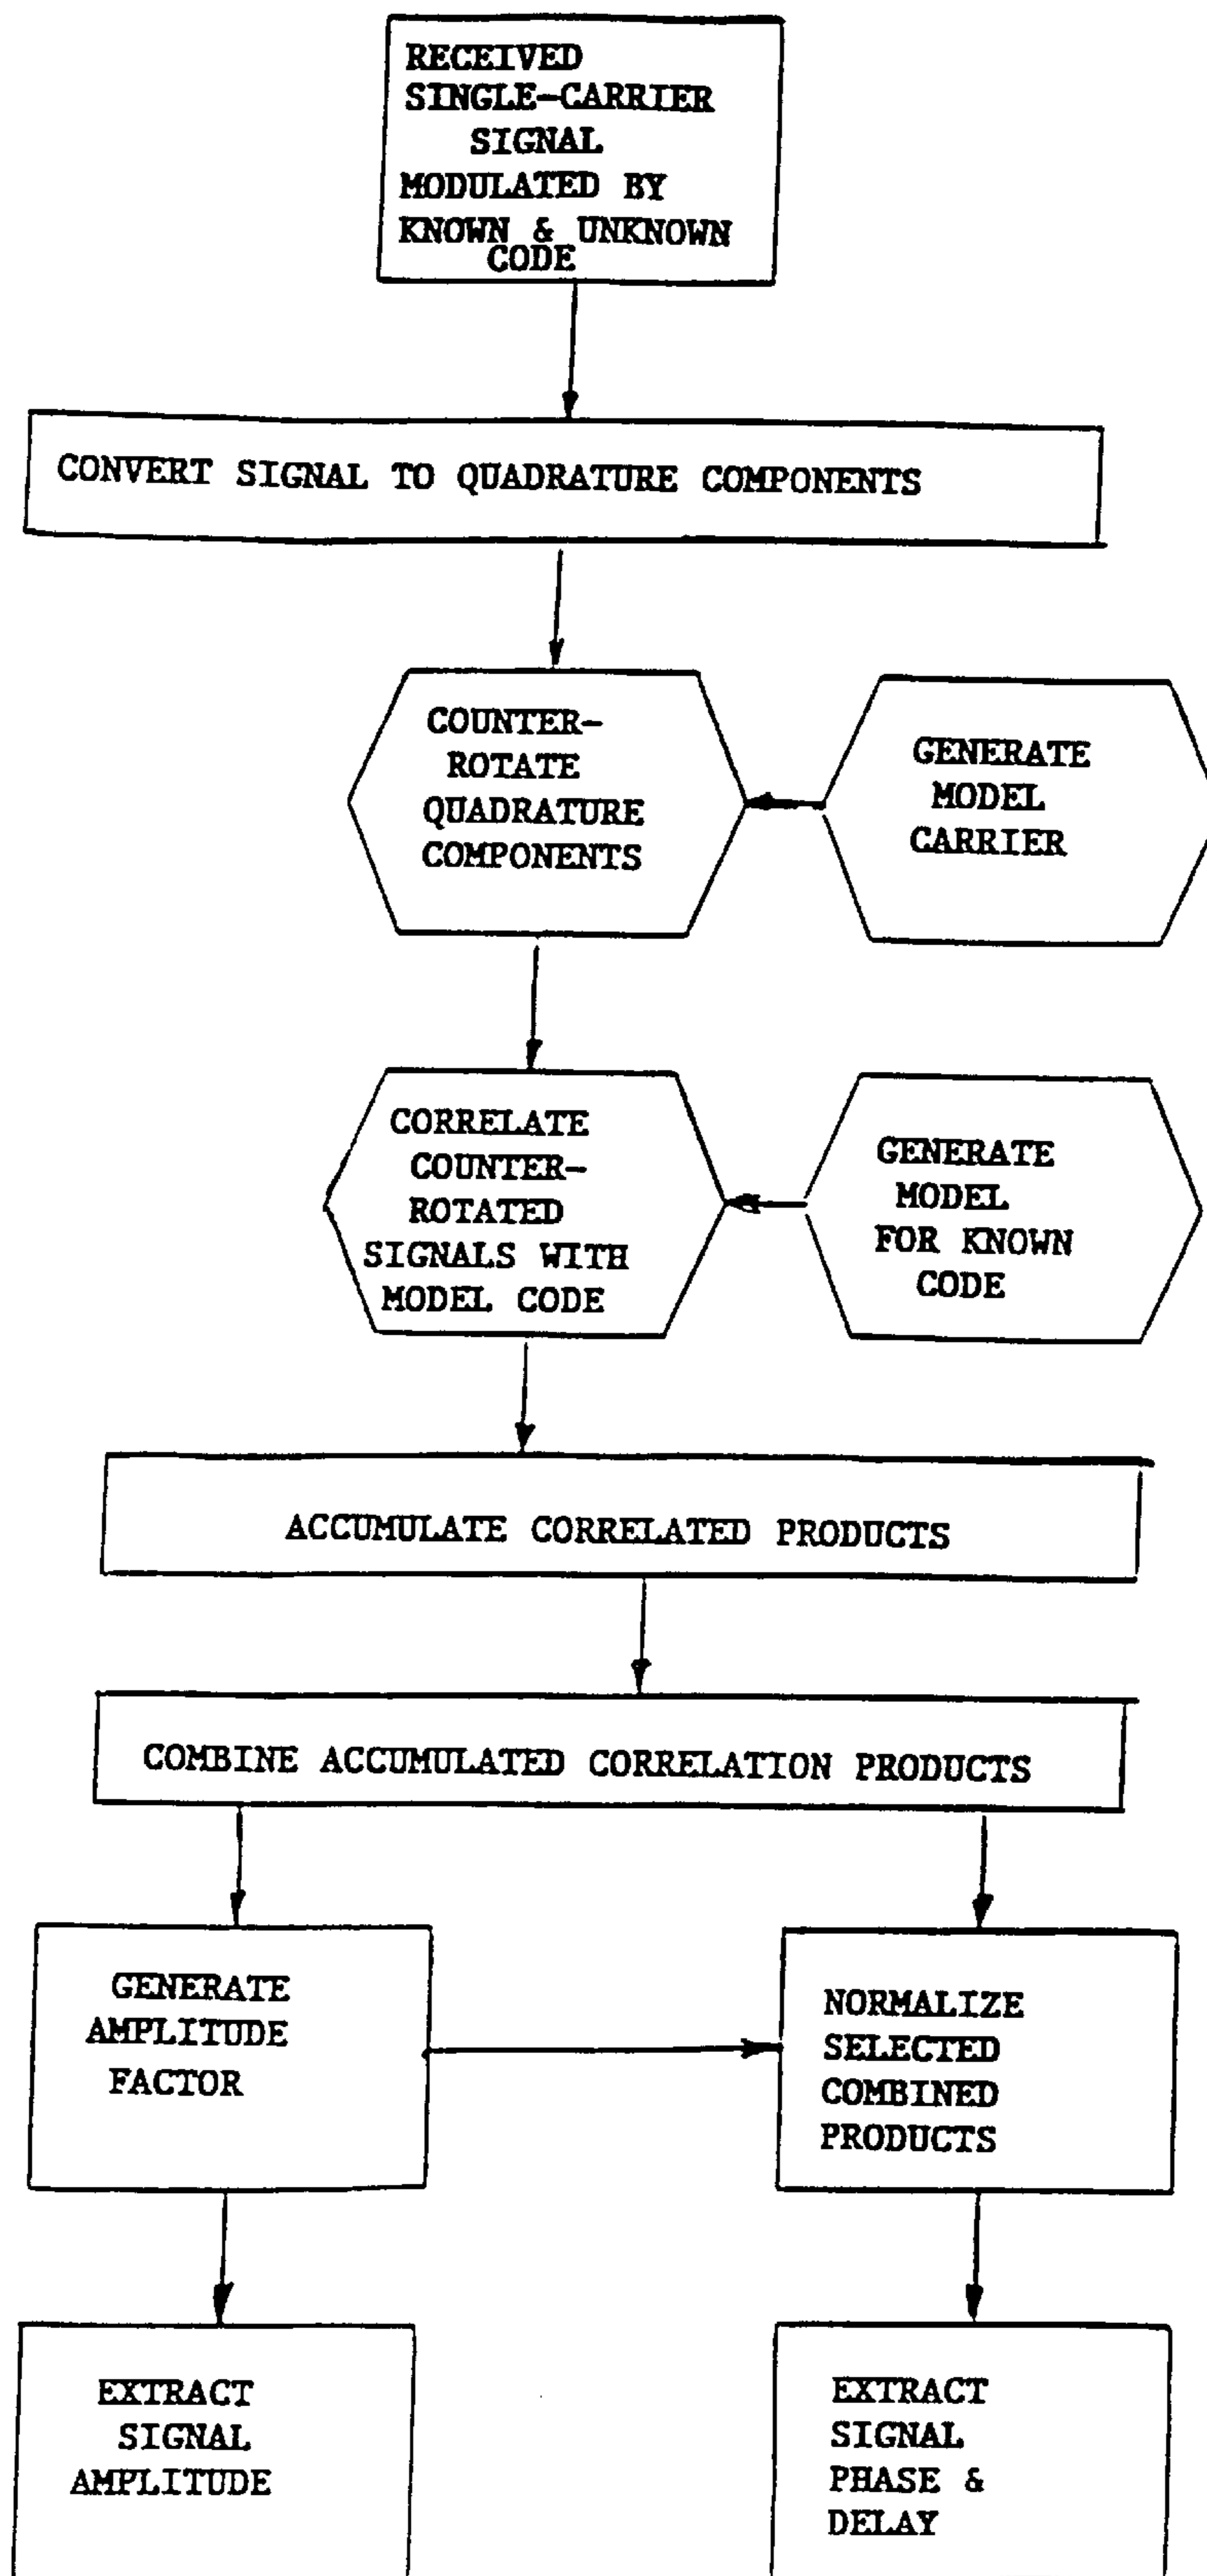 RECEIVED
SINGLE-CARRIER
SIGNAL
MODULATED BY
KNOWN & UNKNOWN
CODE
CONVERT SIGNAL TO QUADRATURE COMPONENTS
COUNTER-
ROTATE
QUADRATURE
COMPONENTS
GENERATE
MODEL
CARRIER
CORRELATE
COUNTER-
ROTATED
SIGNALS WITH
MODEL CODE
GENERATE
MODEL
FOR KNOWN
CODE
ACCUMULATE CORRELATED PRODUCTS
COMBINE ACCUMULATED CORRELATION PRODUCTS
GENERATE
AMPLITUDE
FACTOR
NORMALIZE
SELECTED
COMBINED
PRODUCTS
EXTRACT
SIGNAL
AMPLITUDE
EXTRACT
SIGNAL
PHASE &
DELAY